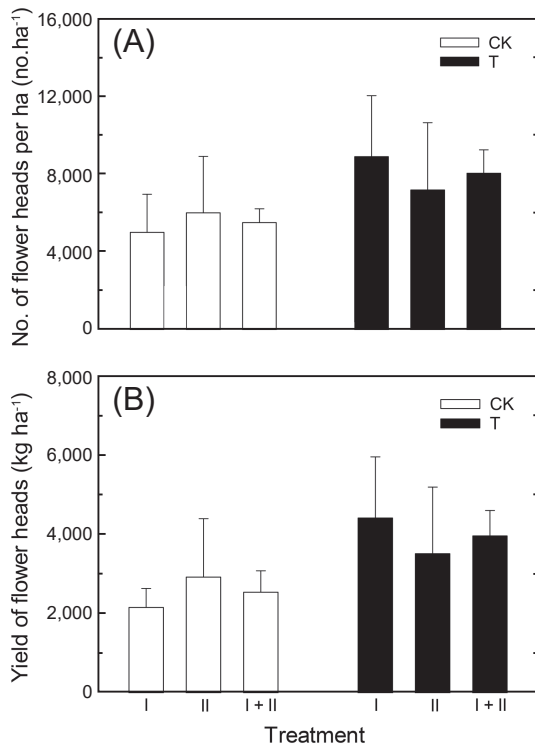 (A)
CK
T
No. of flower heads per ha (no.ha⁻¹)
16,000
12,000
8,000
4,000
0
(B)
CK
T
Yield of flower heads (kg ha⁻¹)
8,000
6,000
4,000
2,000
0
I II I + II I II I + II
Treatment